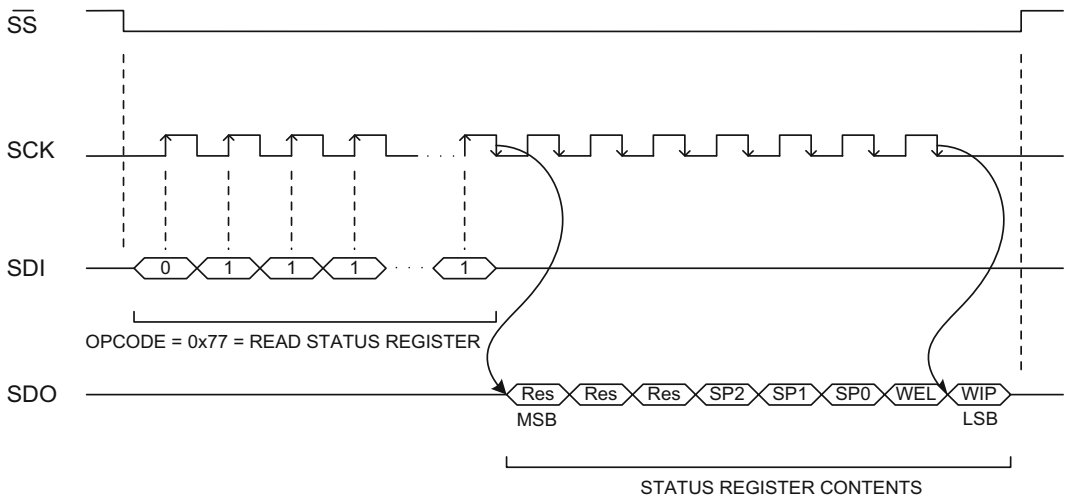 SS
SCK
SDI 0 1 1 1 · · · 1
OPCODE = 0x77 = READ STATUS REGISTER
SDO Res Res Res SP2 SP1 SP0 WEL WIP
MSB LSB
STATUS REGISTER CONTENTS